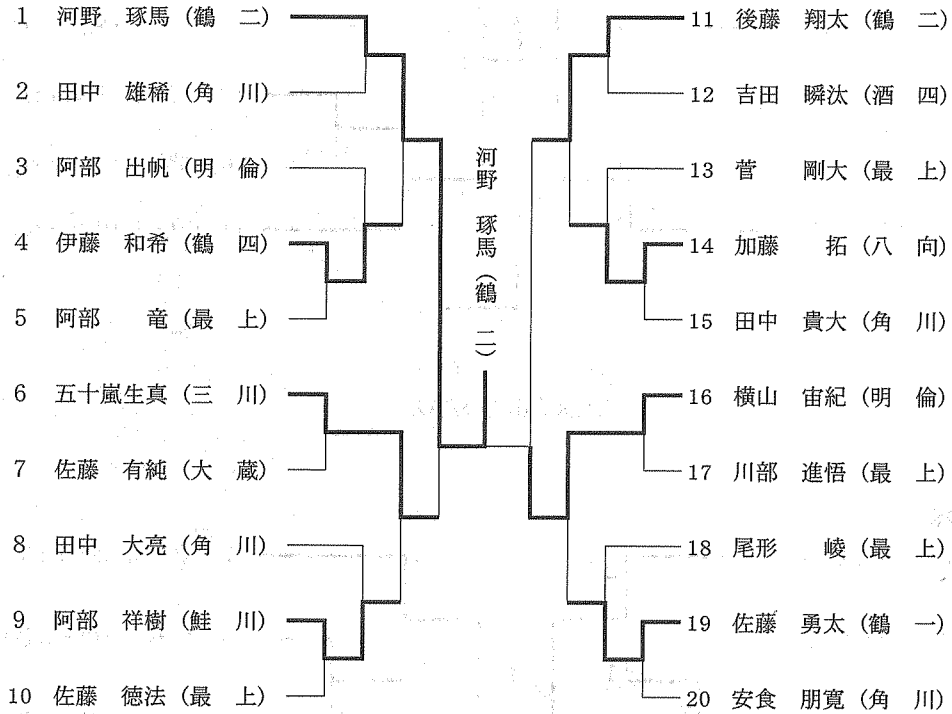 1 河野 琢馬 (鶴 二)
2 田中 雄稀 (角 川)
3 阿部 出帆 (明 倫)
4 伊藤 和希 (鶴 四)
5 阿部 竜 (最 上)
6 五十嵐生真 (三 川)
7 佐藤 有純 (大 蔵)
8 田中 大亮 (角 川)
9 阿部 祥樹 (鮭 川)
10 佐藤 徳法 (最 上)
河野 琢馬 (鶴 二)
11 後藤 翔太 (鶴 二)
12 吉田 瞬汰 (酒 四)
13 菅 剛大 (最 上)
14 加藤 拓 (八 向)
15 田中 貴大 (角 川)
16 横山 宙紀 (明 倫)
17 川部 進悟 (最 上)
18 尾形 崚 (最 上)
19 佐藤 勇太 (鶴 一)
20 安食 朋寛 (角 川)